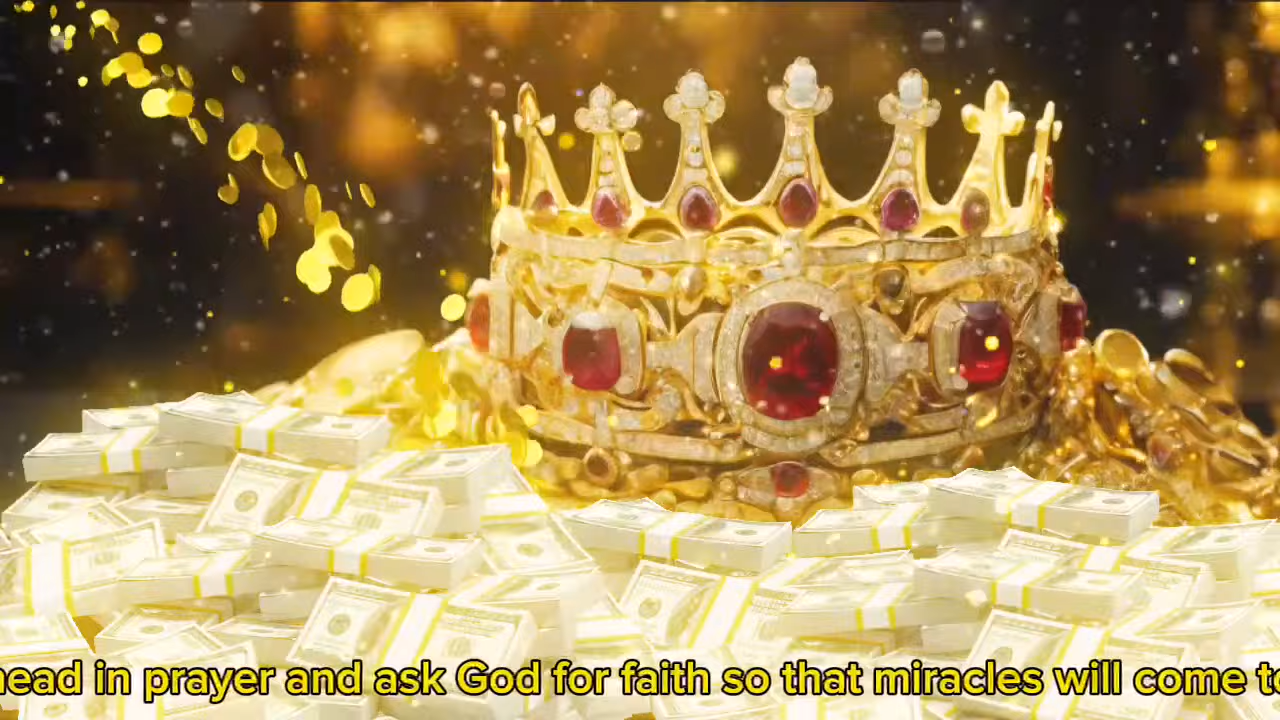 head in prayer and ask God for faith so that miracles will come to